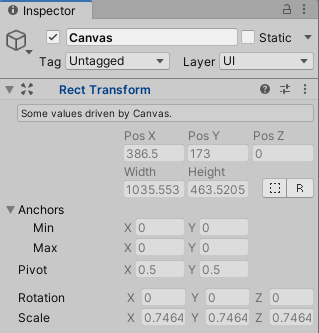 Inspector
Canvas Static
Tag Untagged Layer UI
Rect Transform
Some values driven by Canvas.
Pos X Pos Y Pos Z
386.5 173 0
Width Height
1035.553 463.5205 R
Anchors
Min X 0 Y 0
Max X 0 Y 0
Pivot X 0.5 Y 0.5
Rotation X 0 Y 0 Z 0
Scale X 0.7464 Y 0.7464 Z 0.7464